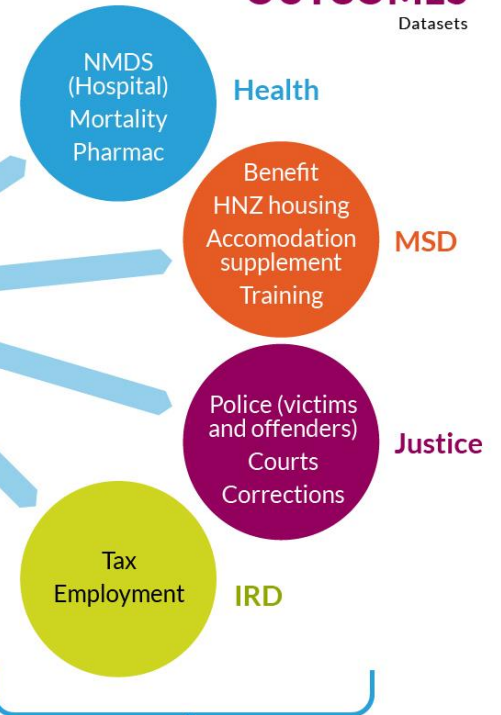 OUTCOMES
Datasets
NMDS
(Hospital)
Mortality
Pharmac
Health
Benefit
HNZ housing
Accomodation
supplement
Training
MSD
Police (victims
and offenders)
Courts
Corrections
Justice
Tax
Employment
IRD